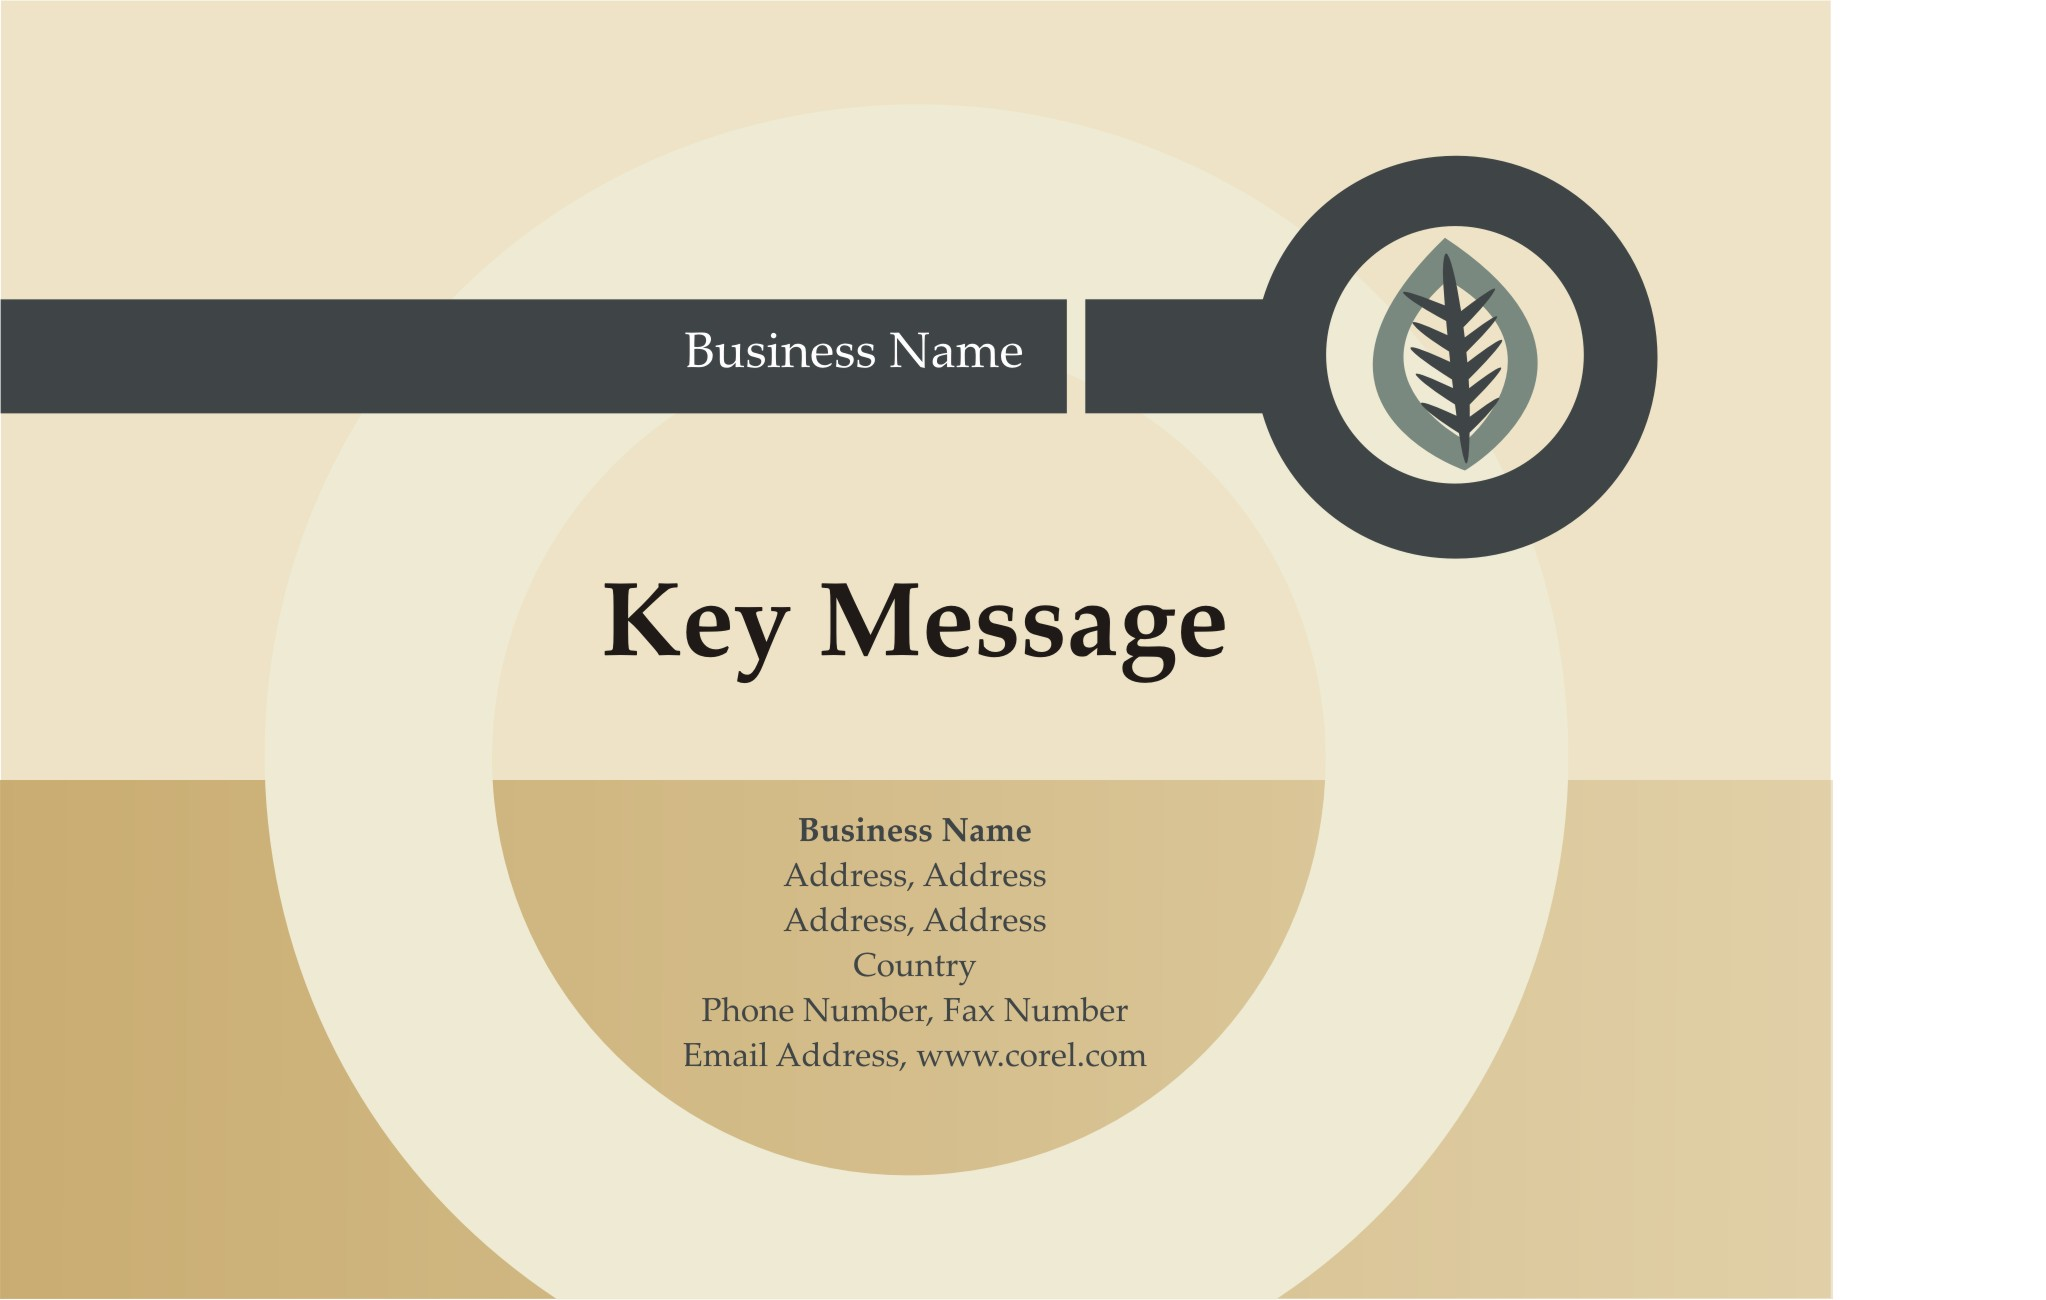 Business Name
Key Message
Business Name
Address, Address
Address, Address
Country
Phone Number, Fax Number
Email Address, www.corel.com